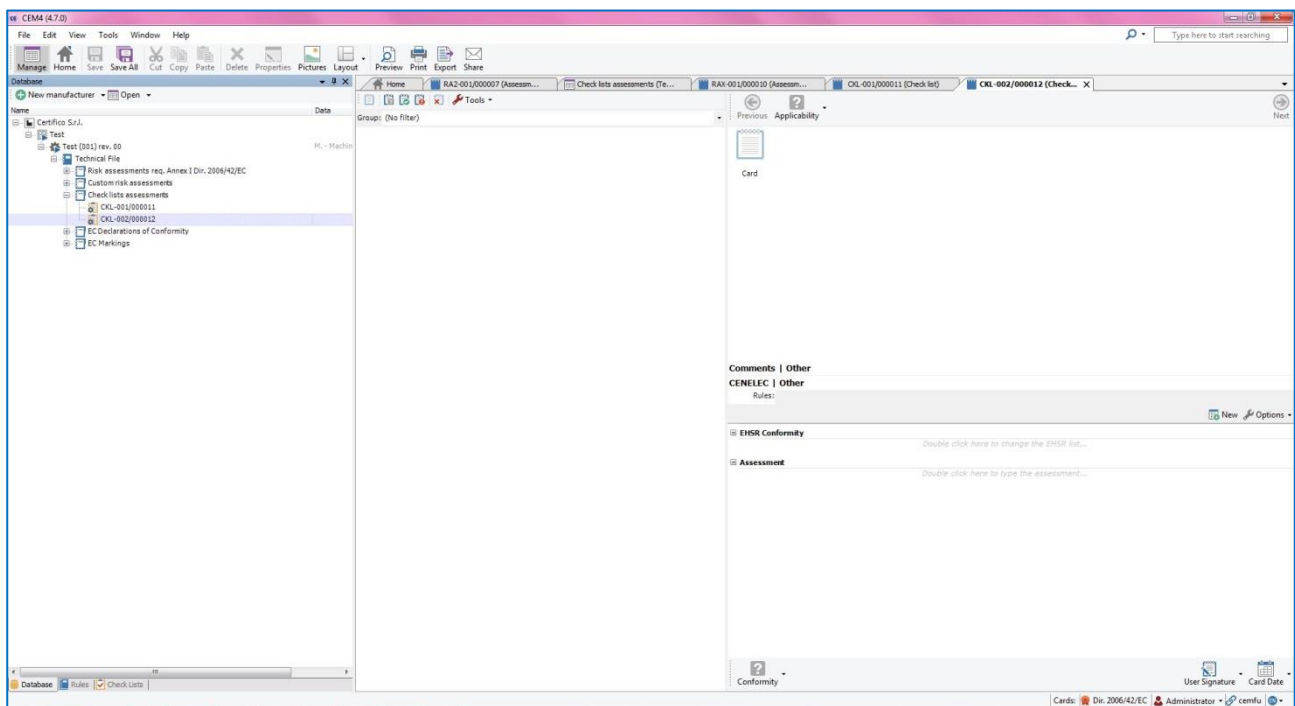 CEM4 (4.7.0)
File Edit View Tools Window Help
Type here to start searching
Manage Home Save Save All Cut Copy Paste Delete Properties Pictures Layout Preview Print Export Share
Database
New manufacturer Open
Name Data
Certifico S.r.l.
Test
Test (001) rev. 00 M. - Machin
Technical File
Risk assessments req. Annex I Dir. 2006/42/EC
Custom risk assessments
Check lists assessments
CKL-001/000011
CKL-002/000012
EC Declarations of Conformity
EC Markings
Database Rules Check Lists
Home RA2-001/000007 (Assessm... Check lists assessments (Te... RAX-001/000010 (Assessm... CKL-001/000011 (Check list) CKL-002/000012 (Check... X
Tools
Group: (No filter)
Previous Applicability Next
Card
Comments | Other
CENELEC | Other
Rules:
New Options
EHSR Conformity
Double click here to change the EHSR list...
Assessment
Double click here to type the assessment...
Conformity User Signature Card Date
Cards: Dir. 2006/42/EC Administrator cemfu